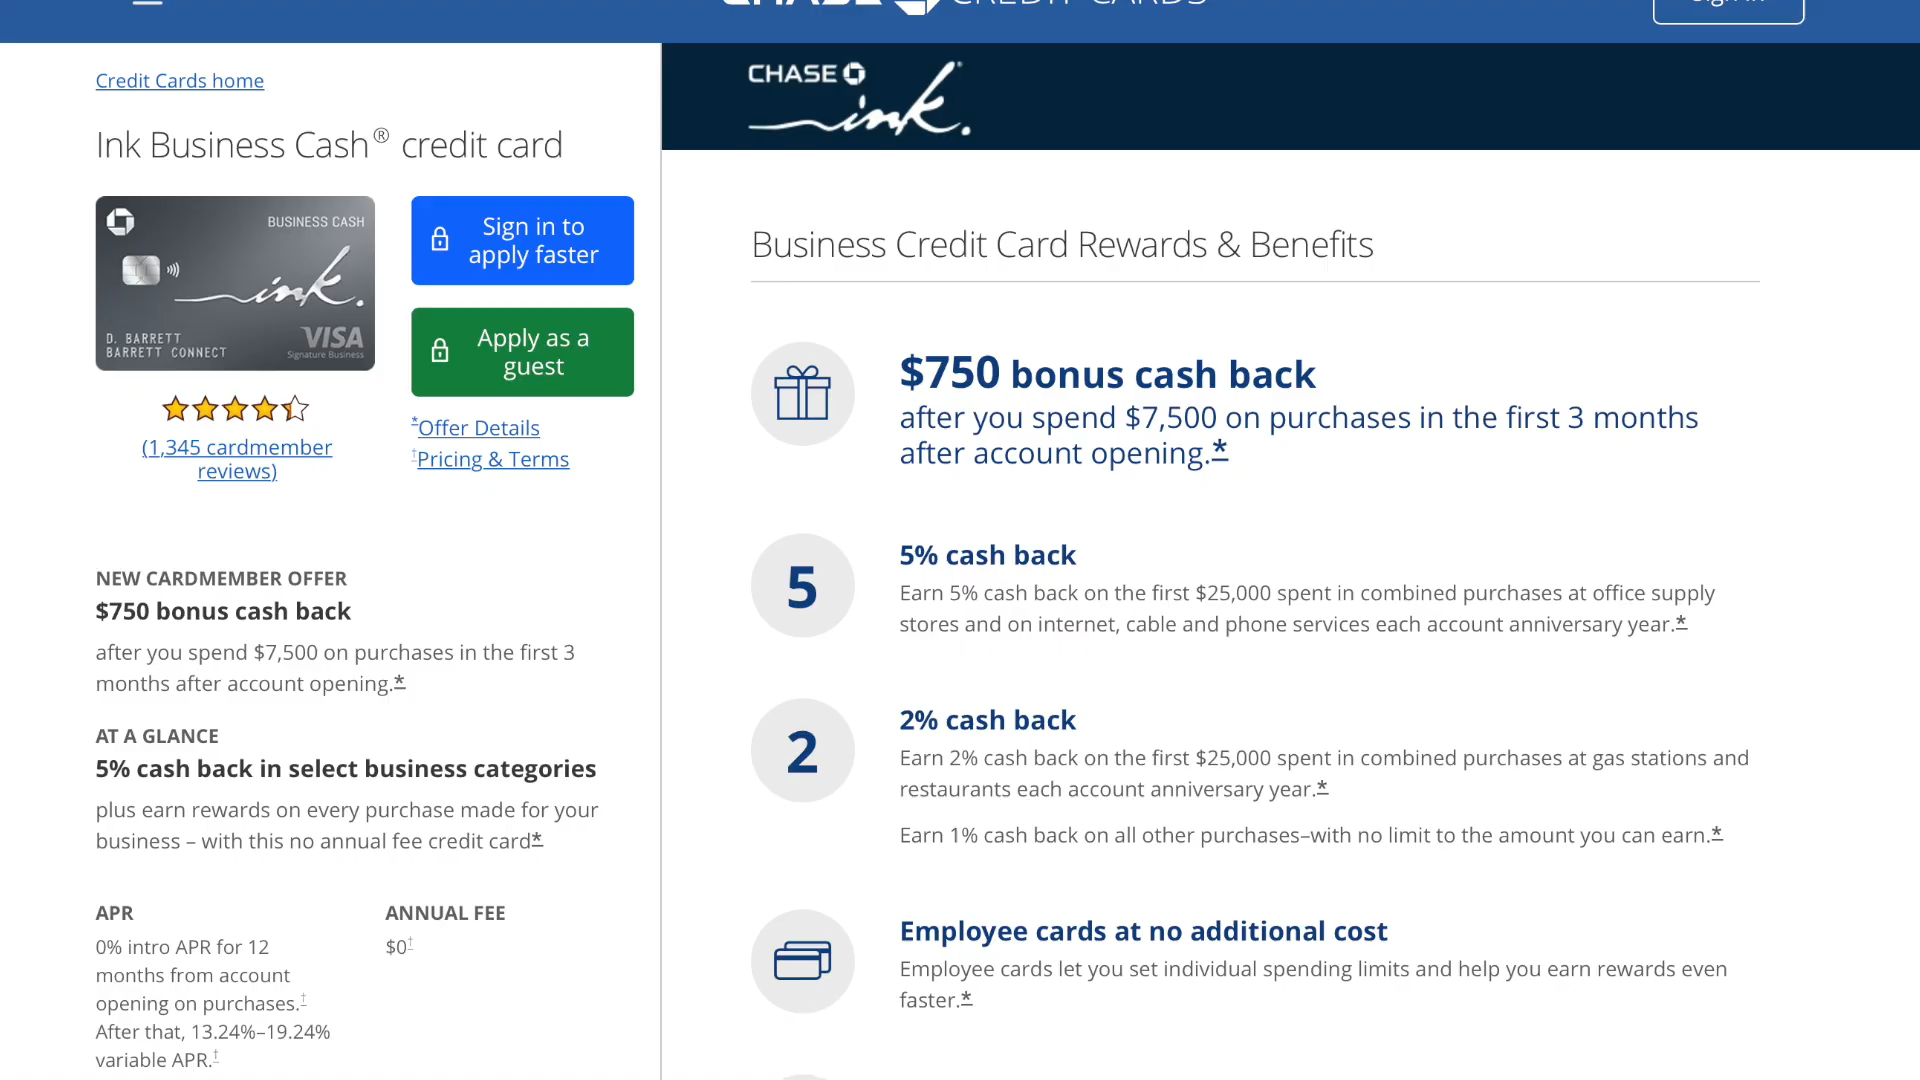 CHASE CREDIT CARDS
Sign in
Credit Cards home
Ink Business Cash® credit card
BUSINESS CASH
ink.
D. BARRETT
BARRETT CONNECT
VISA
Signature Business
Sign in to
apply faster
Apply as a
guest
*Offer Details
†Pricing & Terms
(1,345 cardmember
reviews)
NEW CARDMEMBER OFFER
$750 bonus cash back
after you spend $7,500 on purchases in the first 3
months after account opening.*
AT A GLANCE
5% cash back in select business categories
plus earn rewards on every purchase made for your
business – with this no annual fee credit card*
APR
0% intro APR for 12
months from account
opening on purchases.†
After that, 13.24%–19.24%
variable APR.†
ANNUAL FEE
$0†
CHASE
ink.
Business Credit Card Rewards & Benefits
$750 bonus cash back
after you spend $7,500 on purchases in the first 3 months
after account opening.*
5
5% cash back
Earn 5% cash back on the first $25,000 spent in combined purchases at office supply
stores and on internet, cable and phone services each account anniversary year.*
2
2% cash back
Earn 2% cash back on the first $25,000 spent in combined purchases at gas stations and
restaurants each account anniversary year.*
Earn 1% cash back on all other purchases–with no limit to the amount you can earn.*
Employee cards at no additional cost
Employee cards let you set individual spending limits and help you earn rewards even
faster.*